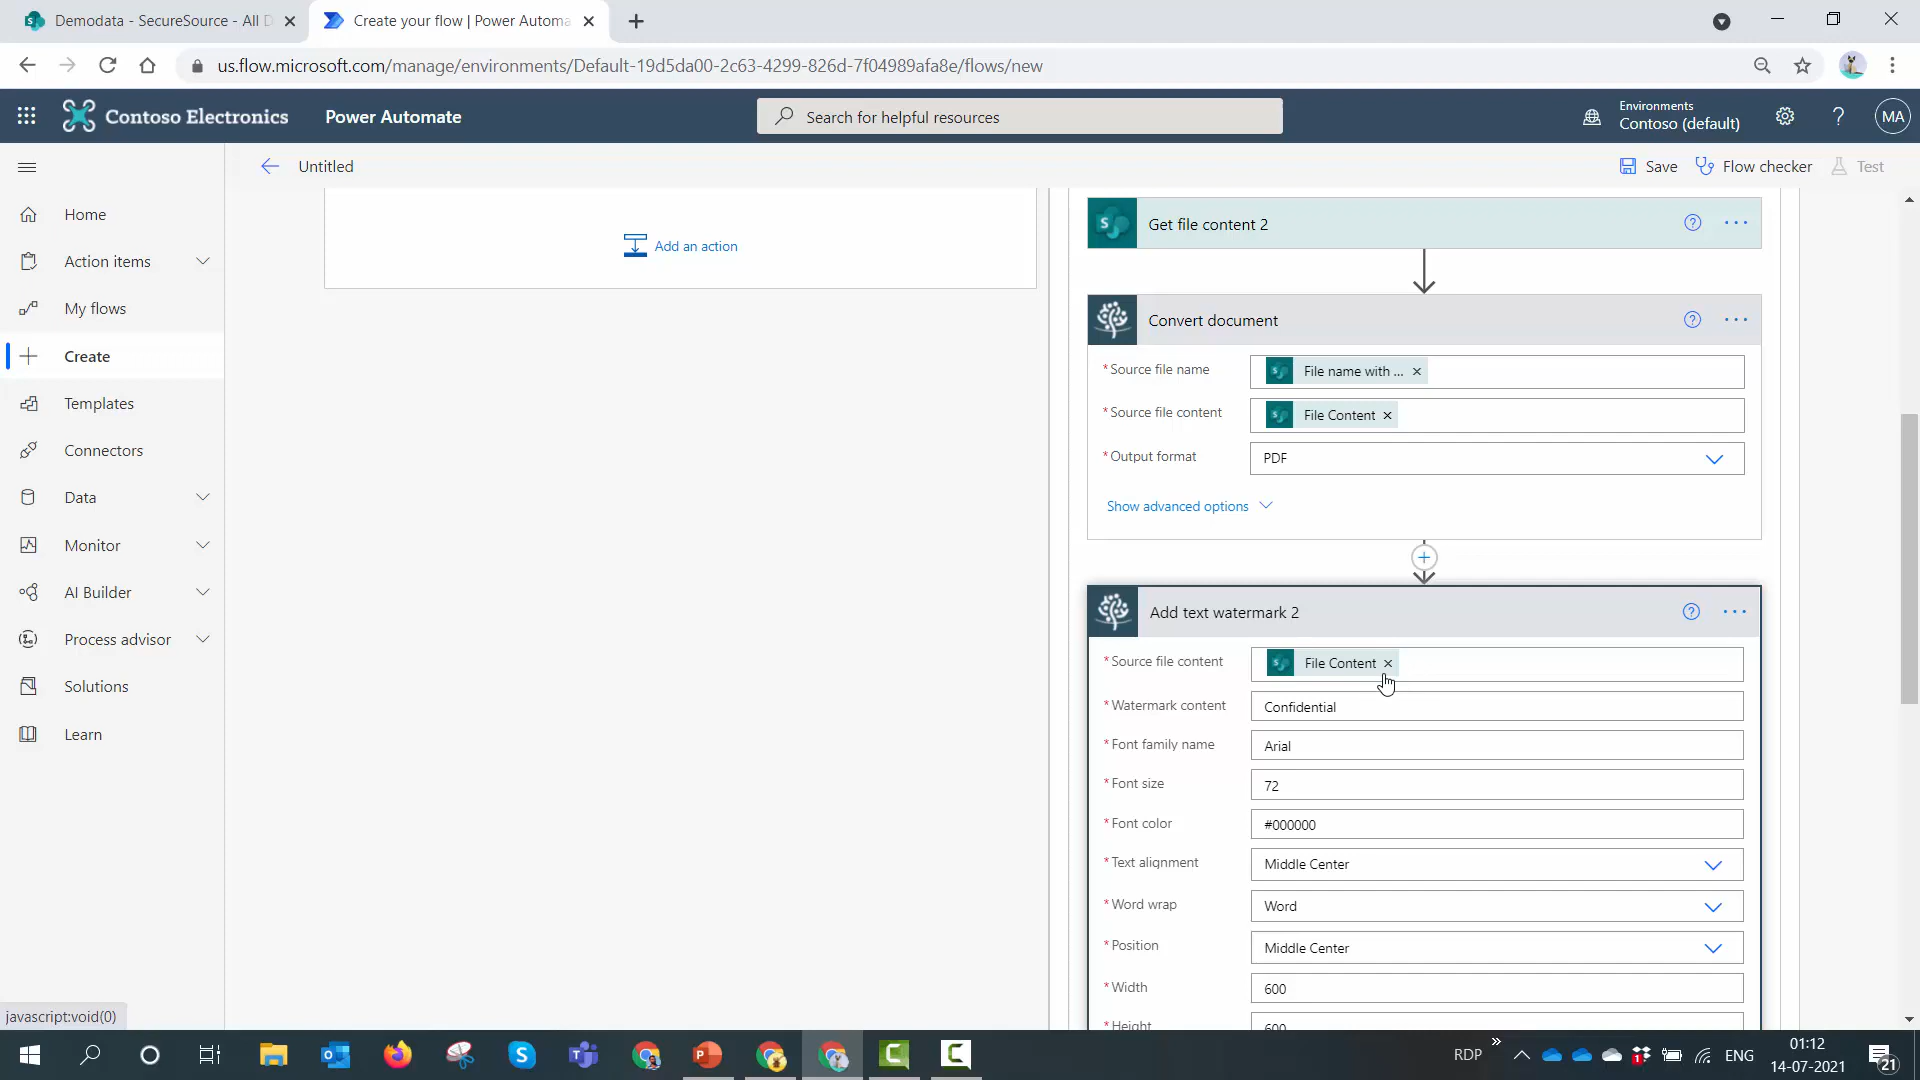 Demodata - SecureSource - All D
Create your flow | Power Automa
us.flow.microsoft.com/manage/environments/Default-19d5da00-2c63-4299-826d-7f04989afa8e/flows/new
Contoso Electronics
Power Automate
Search for helpful resources
Environments
Contoso (default)
?
MA
Untitled
Save
Flow checker
Test
Home
Action items
My flows
Create
Templates
Connectors
Data
Monitor
AI Builder
Process advisor
Solutions
Learn
Add an action
Get file content 2
Convert document
*Source file name
File name with ...
*Source file content
File Content
*Output format
PDF
Show advanced options
Add text watermark 2
*Source file content
File Content
*Watermark content
Confidential
*Font family name
Arial
*Font size
72
*Font color
#000000
*Text alignment
Middle Center
*Word wrap
Word
*Position
Middle Center
*Width
600
*Height
600
javascript:void(0)
RDP
ENG
01:12
14-07-2021
21